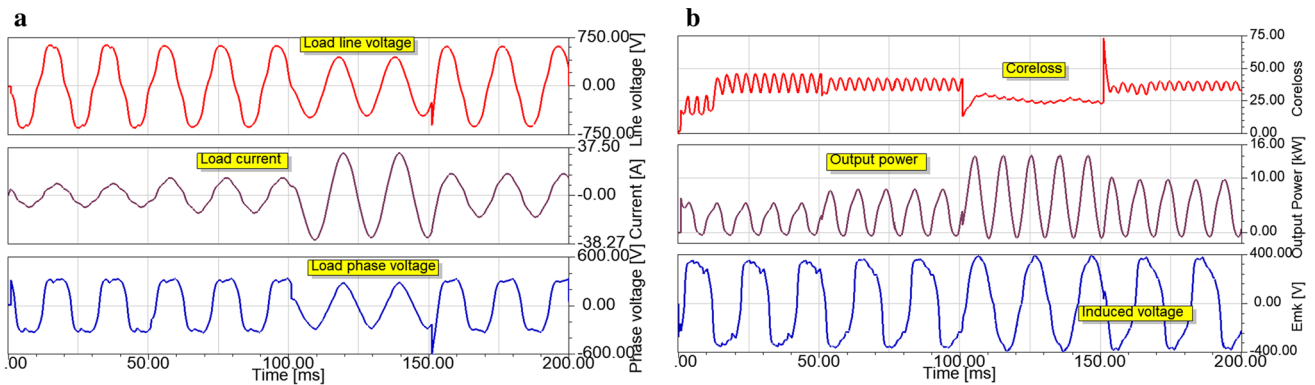 a
750.00
0.00
-750.00
Line voltage [V]
Load line voltage
37.50
-0.00
-38.27
Current [A]
Load current
600.00
0.00
-600.00
Phase voltage [V]
Load phase voltage
.00 50.00 100.00 150.00 200.00
Time [ms]
b
75.00
50.00
25.00
0.00
Coreloss
Coreloss
16.00
10.00
0.00
Output Power [kW]
Output power
400.00
0.00
-400.00
Emk [V]
Induced voltage
.00 50.00 100.00 150.00 200.00
Time [ms]